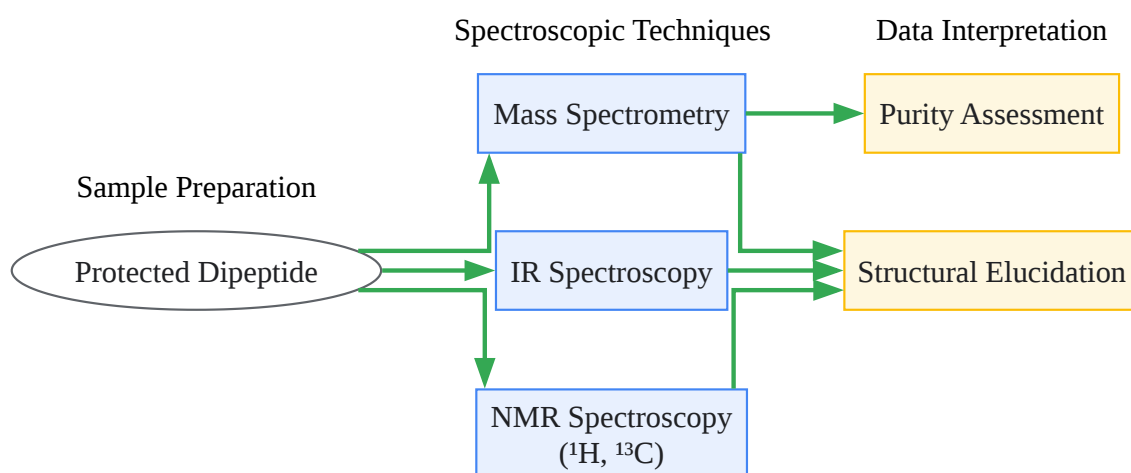 Spectroscopic Techniques
Data Interpretation
Mass Spectrometry
Purity Assessment
Sample Preparation
Protected Dipeptide
IR Spectroscopy
Structural Elucidation
NMR Spectroscopy
(¹H, ¹³C)